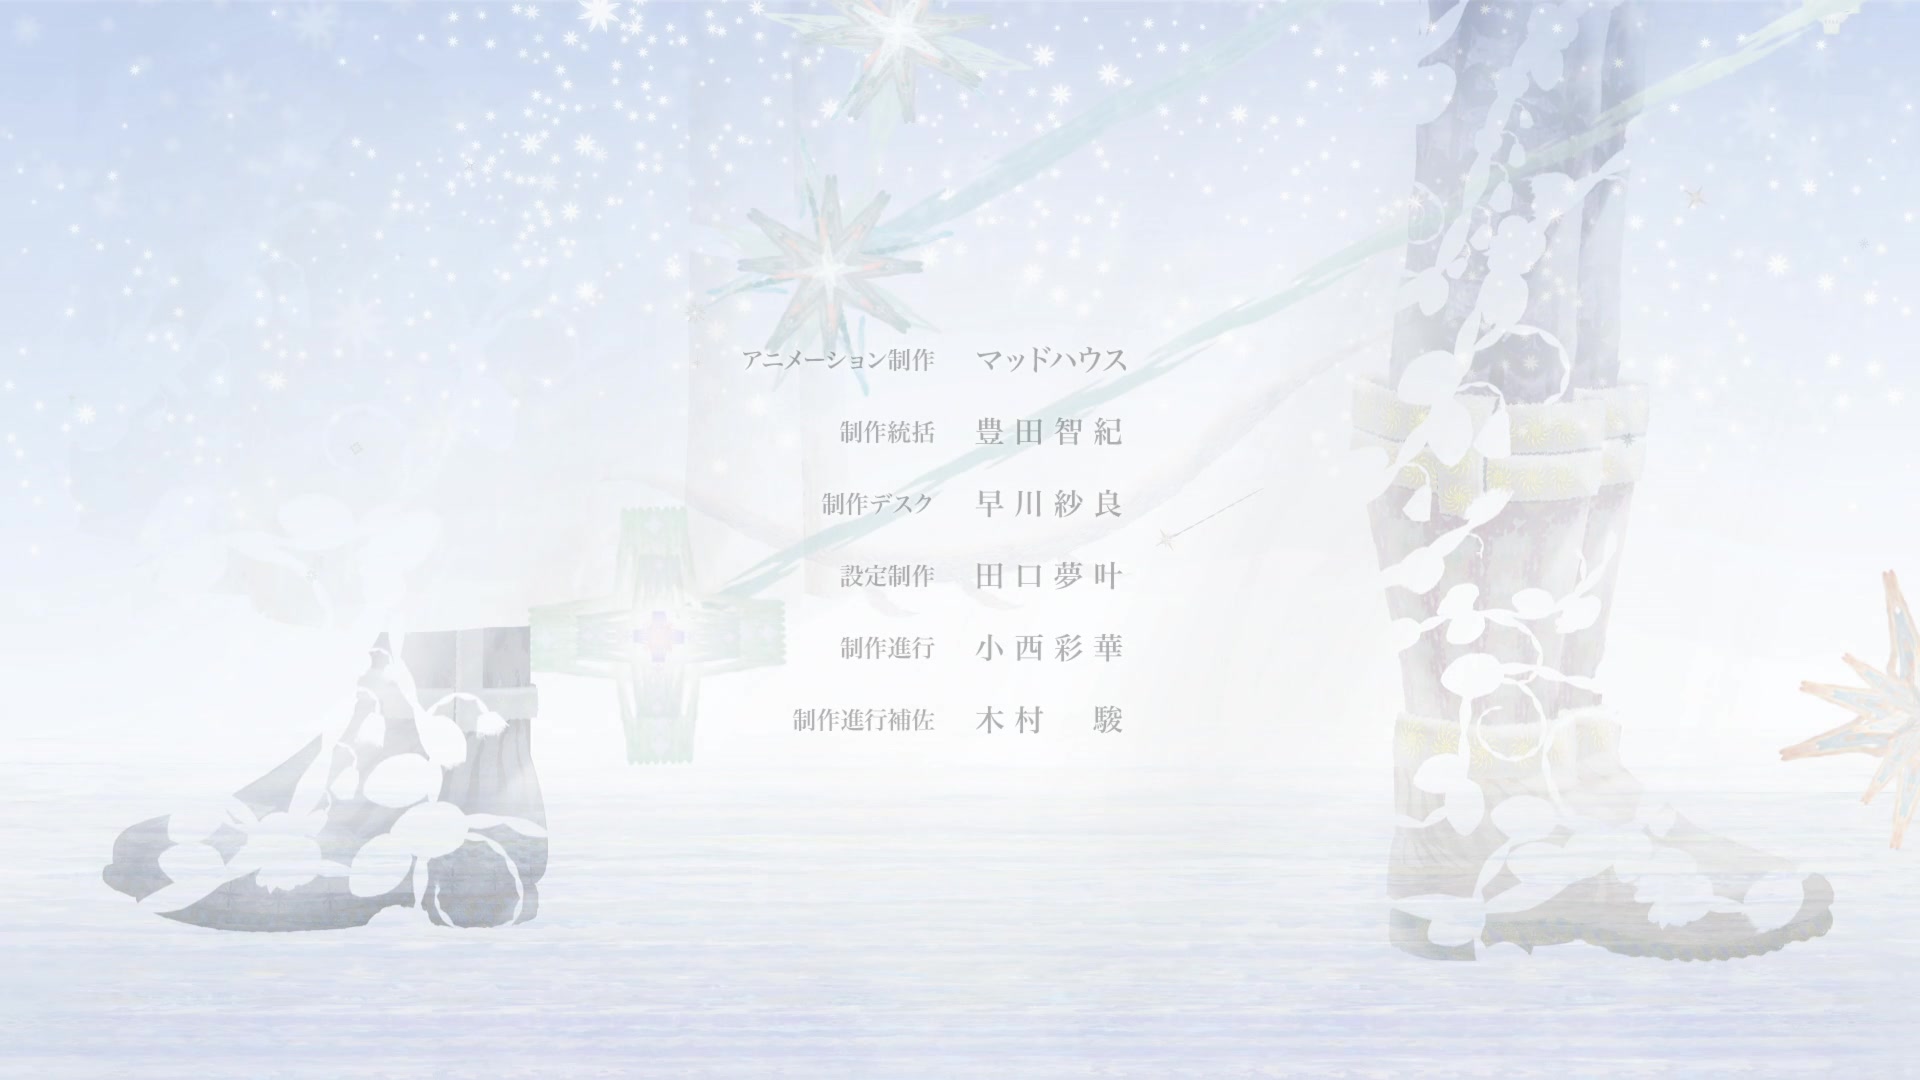 アニメーション制作 マッドハウス
制作統括 豊田智紀
制作デスク 早川紗良
設定制作 田口夢叶
制作進行 小西彩華
制作進行補佐 木村 駿